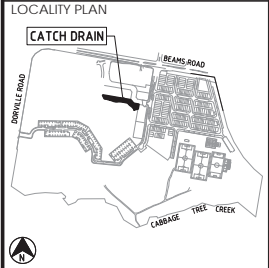 LOCALITY PLAN
CATCH DRAIN
BEAMS ROAD
DORVILLE ROAD
CABBAGE TREE CREEK
N